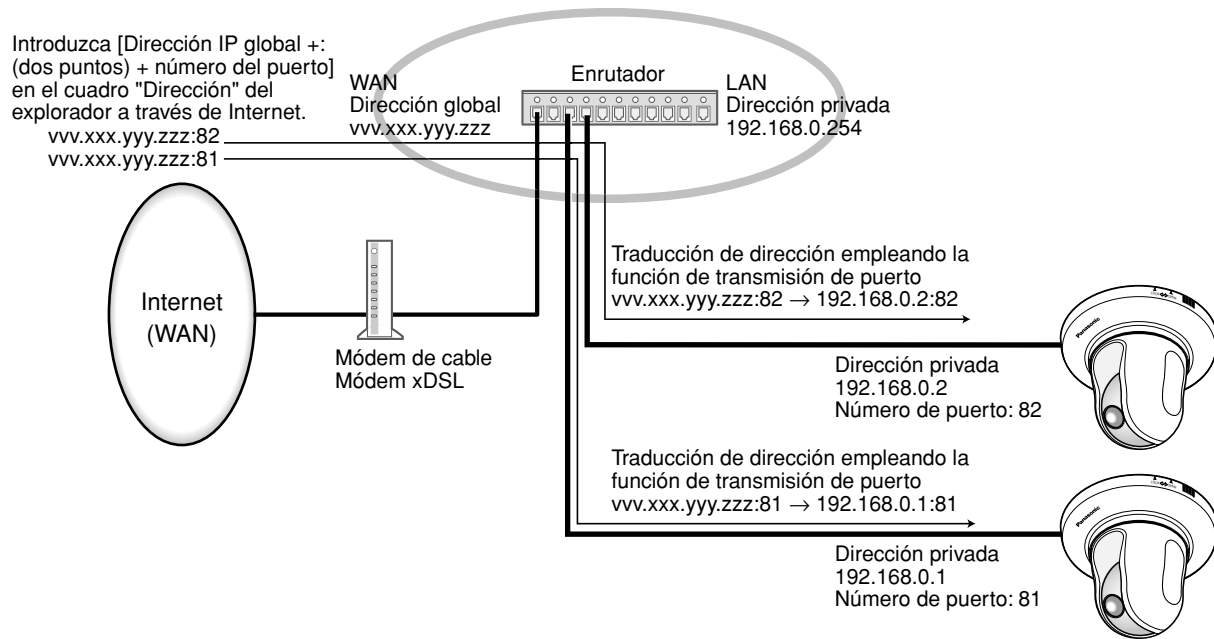 Introduzca [Dirección IP global +:
(dos puntos) + número del puerto]
en el cuadro "Dirección" del
explorador a través de Internet.
vvv.xxx.yyy.zzz:82
vvv.xxx.yyy.zzz:81
WAN
Dirección global
vvv.xxx.yyy.zzz
Enrutador
LAN
Dirección privada
192.168.0.254
Internet
(WAN)
Módem de cable
Módem xDSL
Traducción de dirección empleando la
función de transmisión de puerto
vvv.xxx.yyy.zzz:82 → 192.168.0.2:82
Panasonic
Dirección privada
192.168.0.2
Número de puerto: 82
Traducción de dirección empleando la
función de transmisión de puerto
vvv.xxx.yyy.zzz:81 → 192.168.0.1:81
Panasonic
Dirección privada
192.168.0.1
Número de puerto: 81